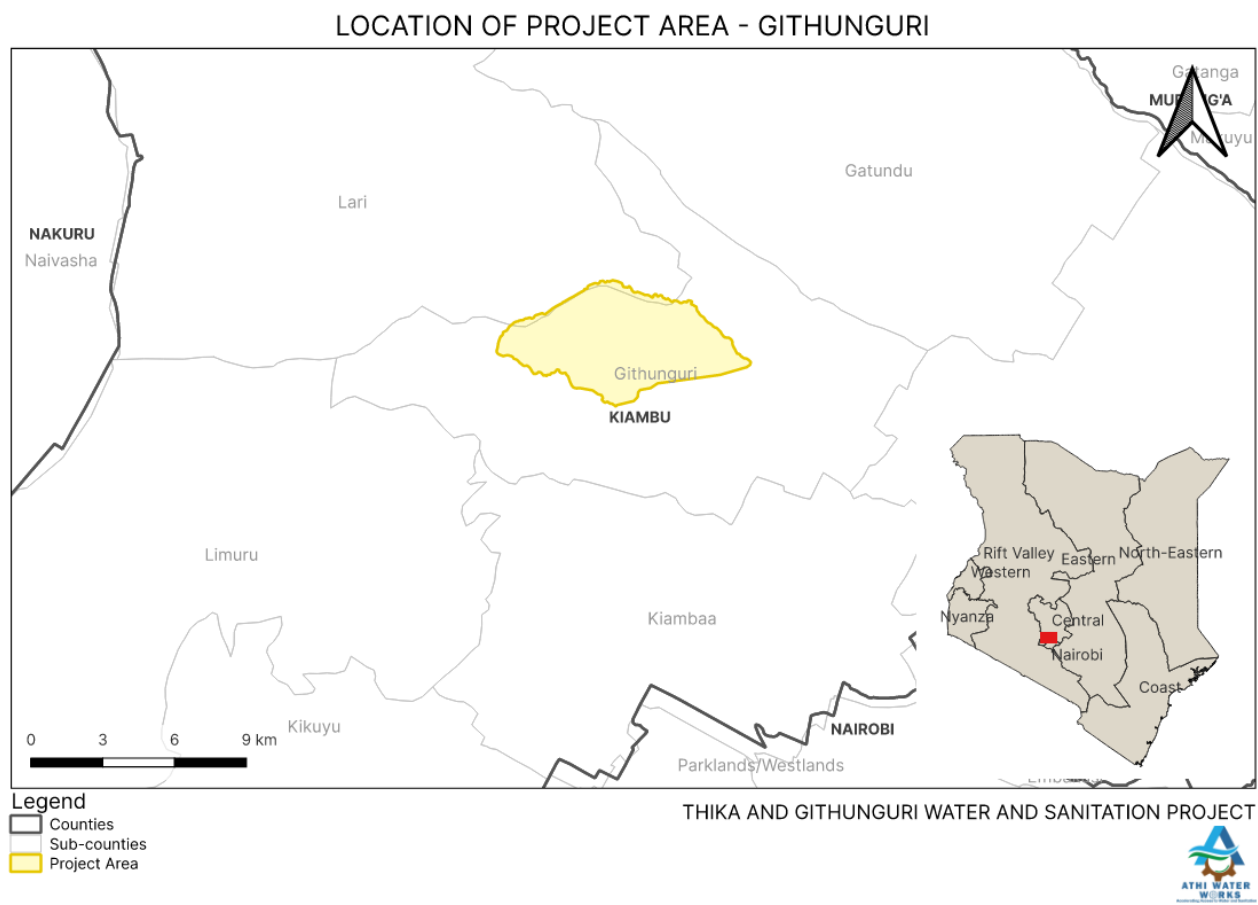 LOCATION OF PROJECT AREA - GITHUNGURI
Gatanga
Lari
Gatundu
NAKURU
Naivasha
Githunguri
KIAMBU
Limuru
Kiambaa
Kikuyu
NAIROBI
Parklands/Westlands
0 3 6 9 km
Rift Valley
Eastern
North-Eastern
Western
Nyanza
Central
Nairobi
Coast
Legend
Counties
Sub-counties
Project Area
THIKA AND GITHUNGURI WATER AND SANITATION PROJECT
ATHI WATER
WORKS